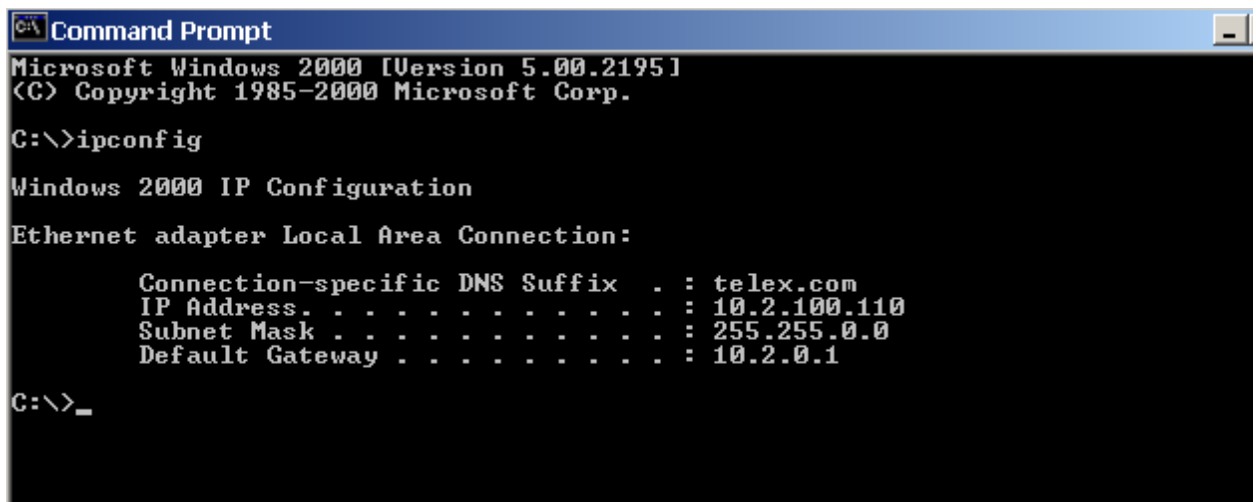 Command Prompt
Microsoft Windows 2000 [Version 5.00.2195]
(C) Copyright 1985-2000 Microsoft Corp.
C:\>ipconfig
Windows 2000 IP Configuration
Ethernet adapter Local Area Connection:
Connection-specific DNS Suffix  . : telex.com
IP Address. . . . . . . . . . . . : 10.2.100.110
Subnet Mask . . . . . . . . . . . : 255.255.0.0
Default Gateway . . . . . . . . . : 10.2.0.1
C:\>_